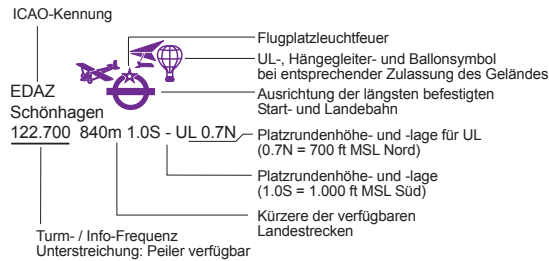 ICAO-Kennung
Flugplatzleuchtfeuer
UL-, Hängegleiter- und Ballonsymbol
bei entsprechender Zulassung des Geländes
EDAZ
Ausrichtung der längsten befestigten
Start- und Landebahn
Schönhagen
122.700 840m 1.0S - UL 0.7N
Platzrundenhöhe- und -lage für UL
(0.7N = 700 ft MSL Nord)
Platzrundenhöhe- und -lage
(1.0S = 1.000 ft MSL Süd)
Kürzere der verfügbaren
Landestrecken
Turm- / Info-Frequenz
Unterstreichung: Peiler verfügbar